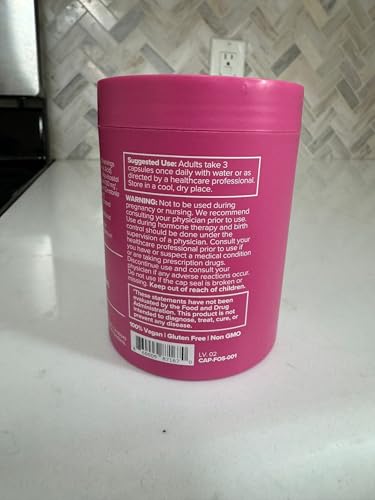 Suggested Use: Adults take 3
capsules once daily with water or as
directed by a healthcare professional.
Store in a cool, dry place.
WARNING: Not to be used during
pregnancy or nursing. We recommend
consulting your physician prior to use.
Use during hormone therapy and birth
control should be done under the
supervision of a physician. Consult your
healthcare professional prior to use if
you have or suspect a medical condition
or are taking prescription drugs.
Discontinue use and consult your
physician if any adverse reactions occur.
Do not use if the cap seal is broken or
missing. Keep out of reach of children.
*These statements have not been
evaluated by the Food and Drug
Administration. This product is not
intended to diagnose, treat, cure, or
prevent any disease.
100% Vegan | Gluten Free | Non GMO
LV. 02
CAP-FOS-001